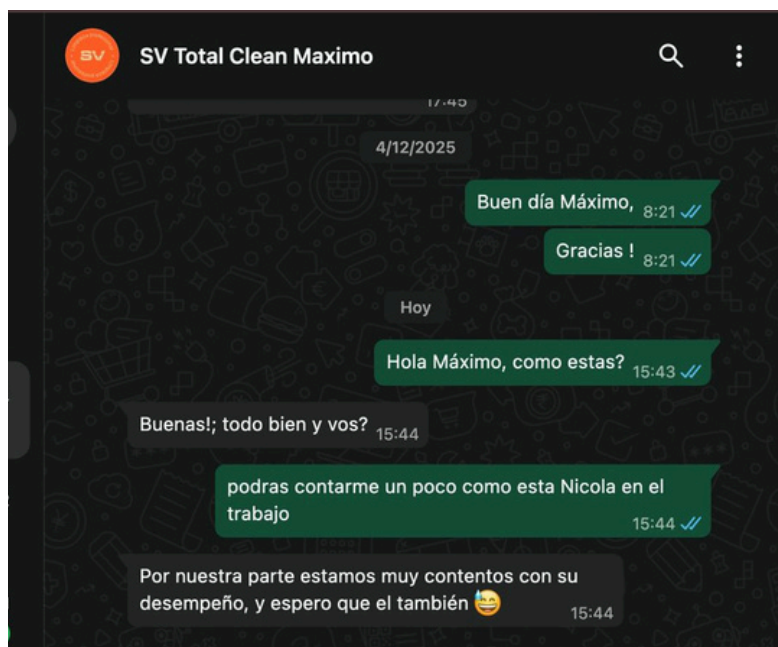 SV
SV Total Clean Maximo
17:45
4/12/2025
Buen día Máximo, 8:21
Gracias ! 8:21
Hoy
Hola Máximo, como estas? 15:43
Buenas!; todo bien y vos? 15:44
podras contarme un poco como esta Nicola en el
trabajo
15:44
Por nuestra parte estamos muy contentos con su
desempeño, y espero que el también 😅
15:44